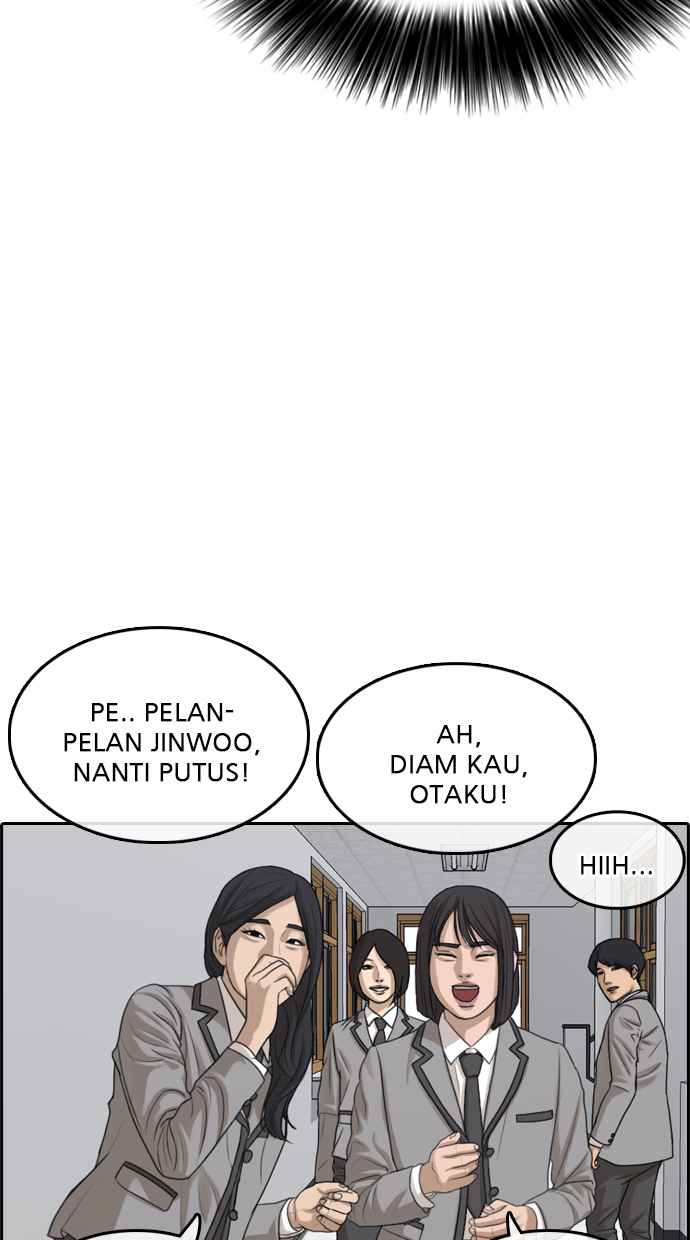 PE.. PELAN-
PELAN JINWOO,
NANTI PUTUS!
AH,
DIAM KAU,
OTAKU!
HIIH...